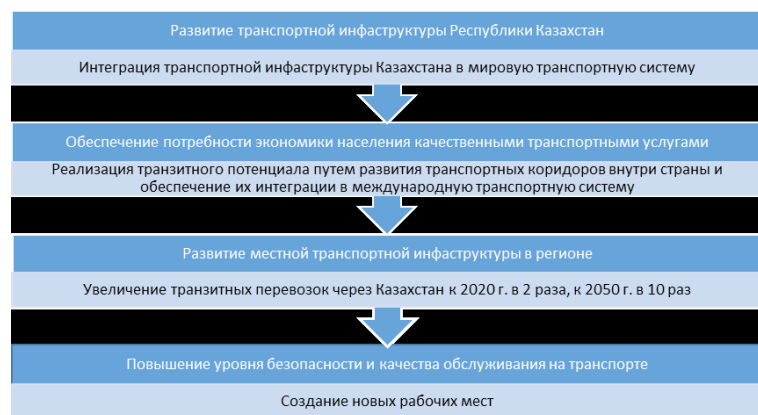 Развитие транспортной инфаструктуры Республики Казахстан
Интеграция транспортной инфаструктуры Казахстана в мировую транспортную систему
Обеспечение потребности экономики населения качественными транспортными услугами
Реализация транзитного потенциала путем развития транспортных коридоров внутри страны и
обеспечение их интеграции в международную транспортную систему
Развитие местной транспортной инфаструктуры в регионе
Увеличение транзитных перевозок через Казахстан к 2020 г. в 2 раза, к 2050 г. в 10 раз
Повышение уровня безопасности и качества обслуживания на транспорте
Создание новых рабочих мест